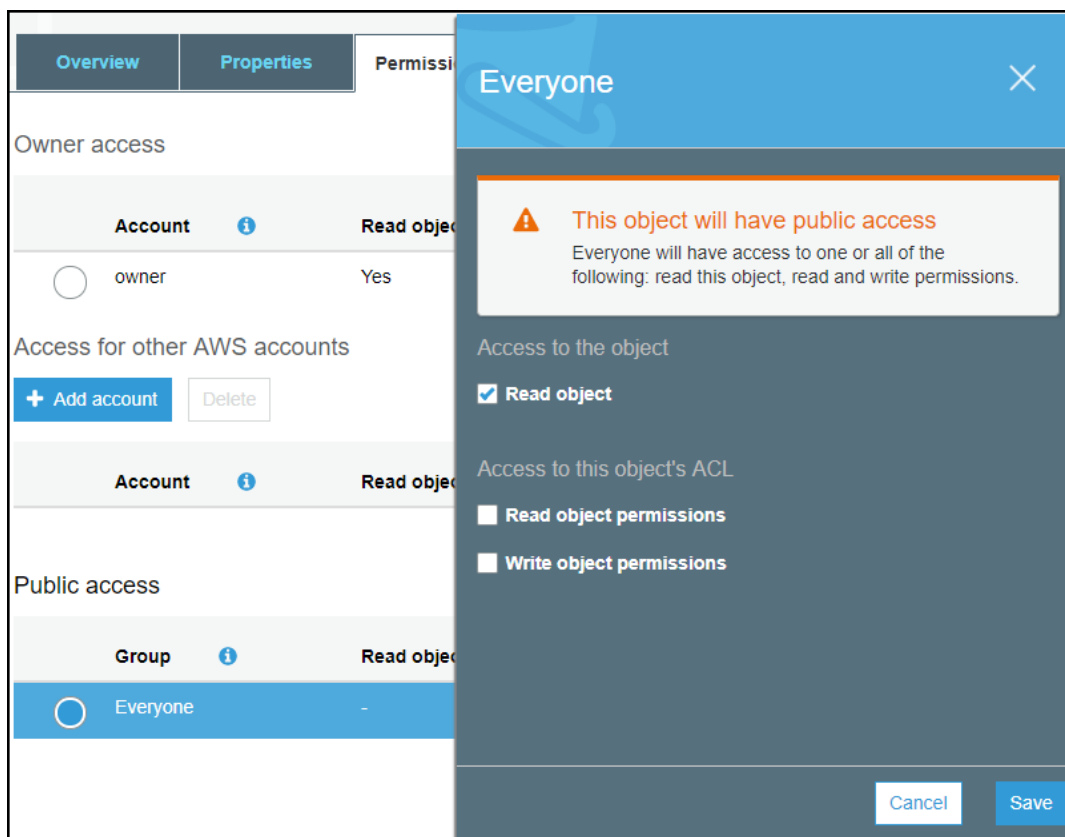 Overview
Properties
Permissi
Everyone
Owner access
This object will have public access
Everyone will have access to one or all of the
following: read this object, read and write permissions.
Account
Read objec
owner
Yes
Access for other AWS accounts
Add account
Delete
Account
Read objec
Access to the object
Read object
Access to this object's ACL
Read object permissions
Write object permissions
Public access
Group
Read objec
Everyone
-
Cancel
Save